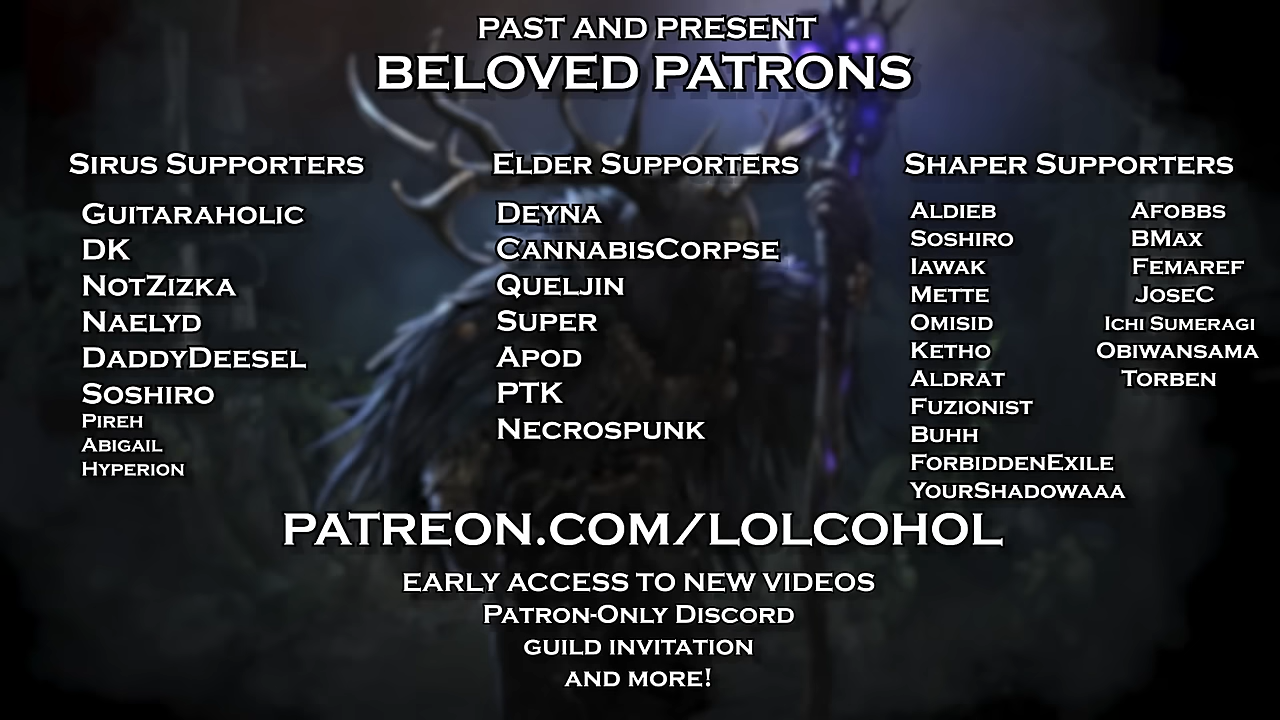 PAST AND PRESENT
BELOVED PATRONS
SIRUS SUPPORTERS
GUITARAHOLIC
DK
NOTZIZKA
NAELYD
DADDYDEESEL
SOSHIRO
PIREH
ABIGAIL
HYPERION
ELDER SUPPORTERS
DEYNA
CANNABISCORPSE
QUELJIN
SUPER
APOD
PTK
NECROSPUNK
SHAPER SUPPORTERS
ALDIEB
SOSHIRO
IAWAK
METTE
OMISID
KETHO
ALDRAT
FUZIONIST
BUHH
FORBIDDENEXILE
YOURSHADOWAAA
AFOBBS
BMAX
FEMAREF
JOSEC
ICHI SUMERAGI
OBIWANSAMA
TORBEN
PATREON.COM/LOLCOHOL
EARLY ACCESS TO NEW VIDEOS
PATRON-ONLY DISCORD
GUILD INVITATION
AND MORE!